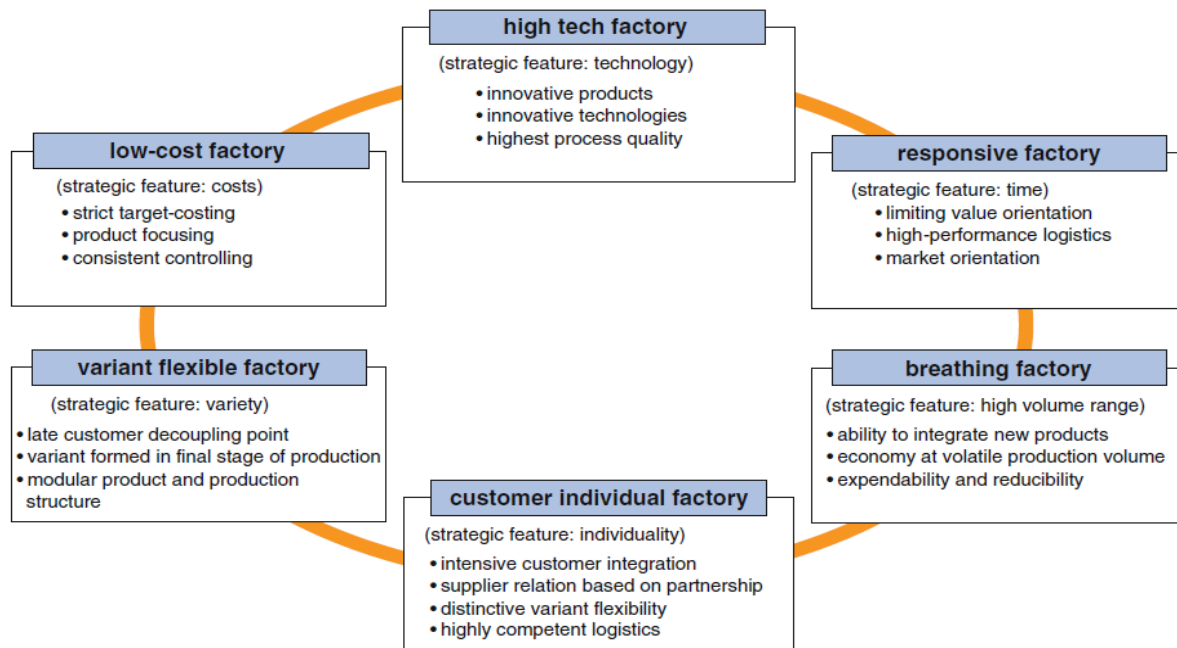 high tech factory
(strategic feature: technology)
• innovative products
• innovative technologies
• highest process quality
low-cost factory
(strategic feature: costs)
• strict target-costing
• product focusing
• consistent controlling
responsive factory
(strategic feature: time)
• limiting value orientation
• high-performance logistics
• market orientation
variant flexible factory
(strategic feature: variety)
• late customer decoupling point
• variant formed in final stage of production
• modular product and production
structure
breathing factory
(strategic feature: high volume range)
• ability to integrate new products
• economy at volatile production volume
• expendability and reducibility
customer individual factory
(strategic feature: individuality)
• intensive customer integration
• supplier relation based on partnership
• distinctive variant flexibility
• highly competent logistics